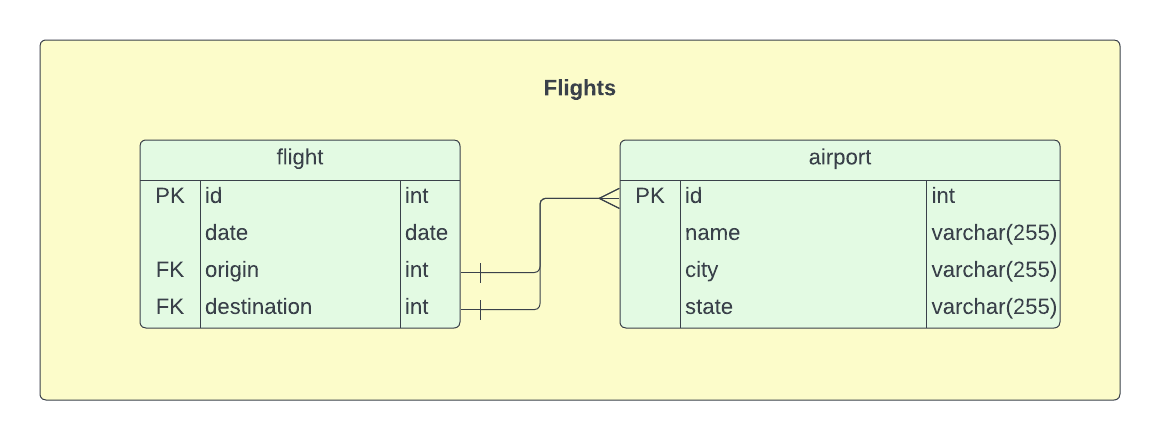 Flights
flight
PK id int
date date
FK origin int
FK destination int
airport
PK id int
name varchar(255)
city varchar(255)
state varchar(255)